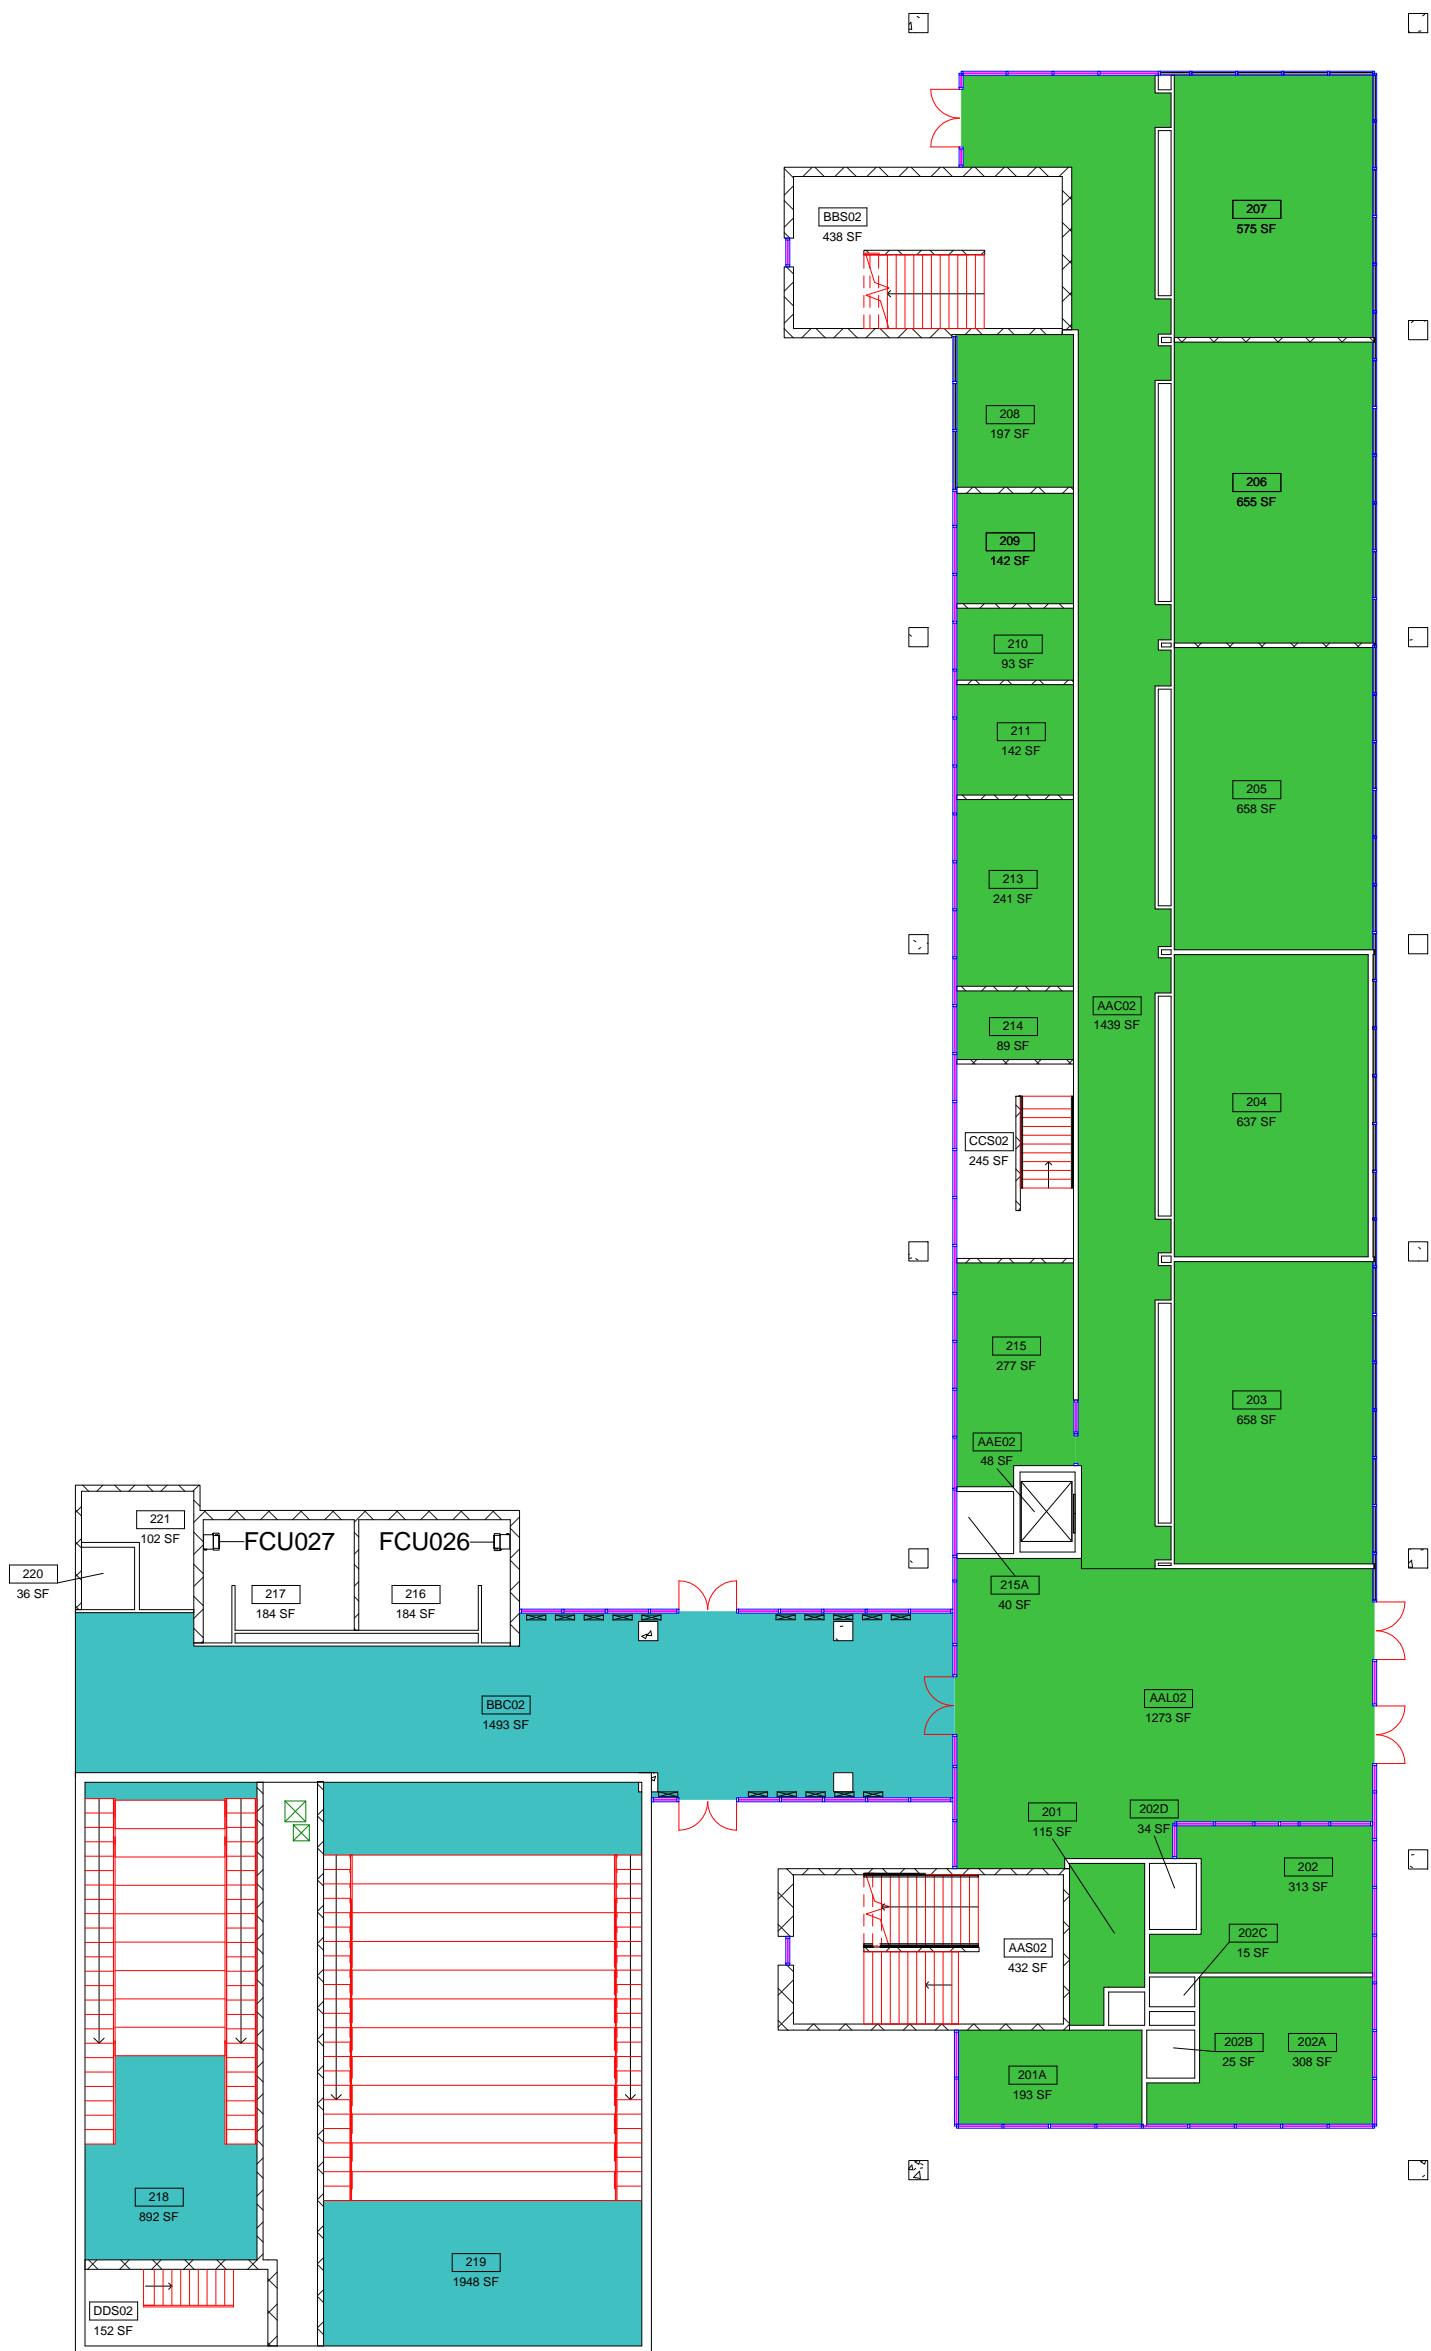 BBS02
438 SF
207
575 SF
208
197 SF
206
655 SF
209
142 SF
210
93 SF
211
142 SF
205
658 SF
213
241 SF
AAC02
1439 SF
214
89 SF
204
637 SF
CCS02
245 SF
215
277 SF
203
658 SF
AAE02
48 SF
221
102 SF
FCU027
FCU026
220
36 SF
217
184 SF
216
184 SF
215A
40 SF
BBC02
1493 SF
AAL02
1273 SF
201
115 SF
202D
34 SF
202
313 SF
202C
15 SF
AAS02
432 SF
202B
25 SF
202A
308 SF
201A
193 SF
218
892 SF
219
1948 SF
DDS02
152 SF